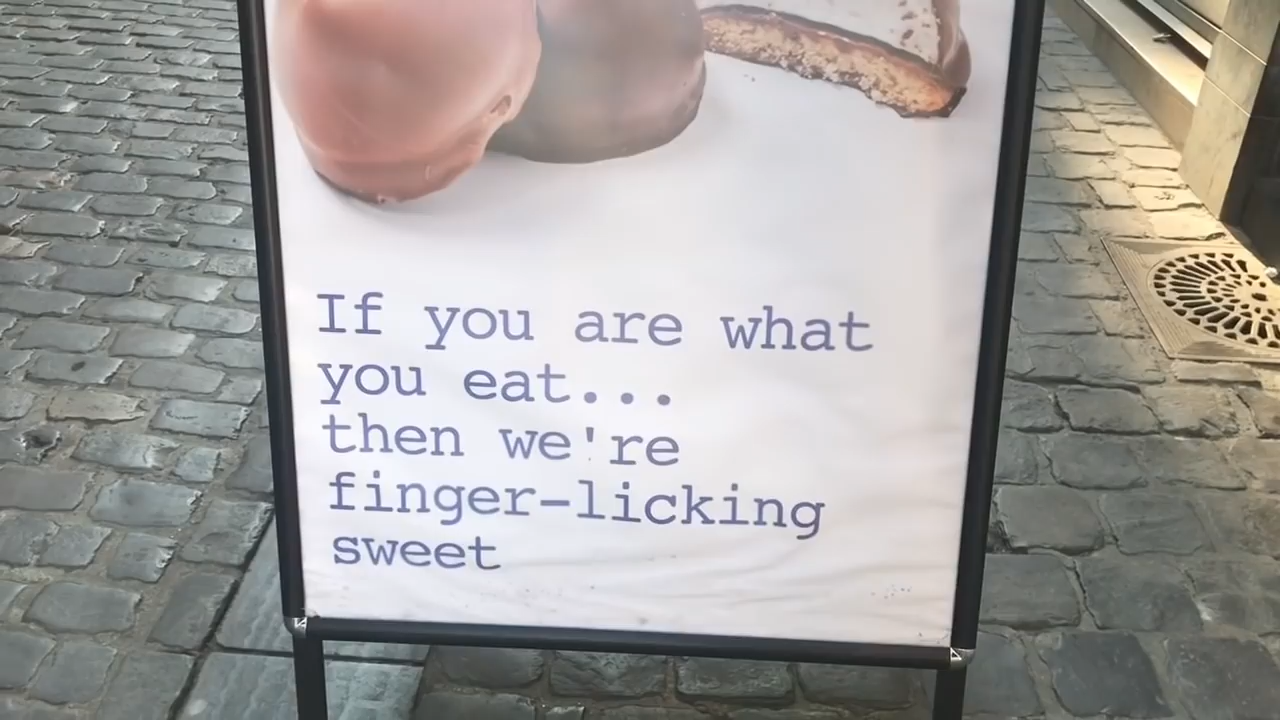 If you are what
you eat...
then we're
finger-licking
sweet